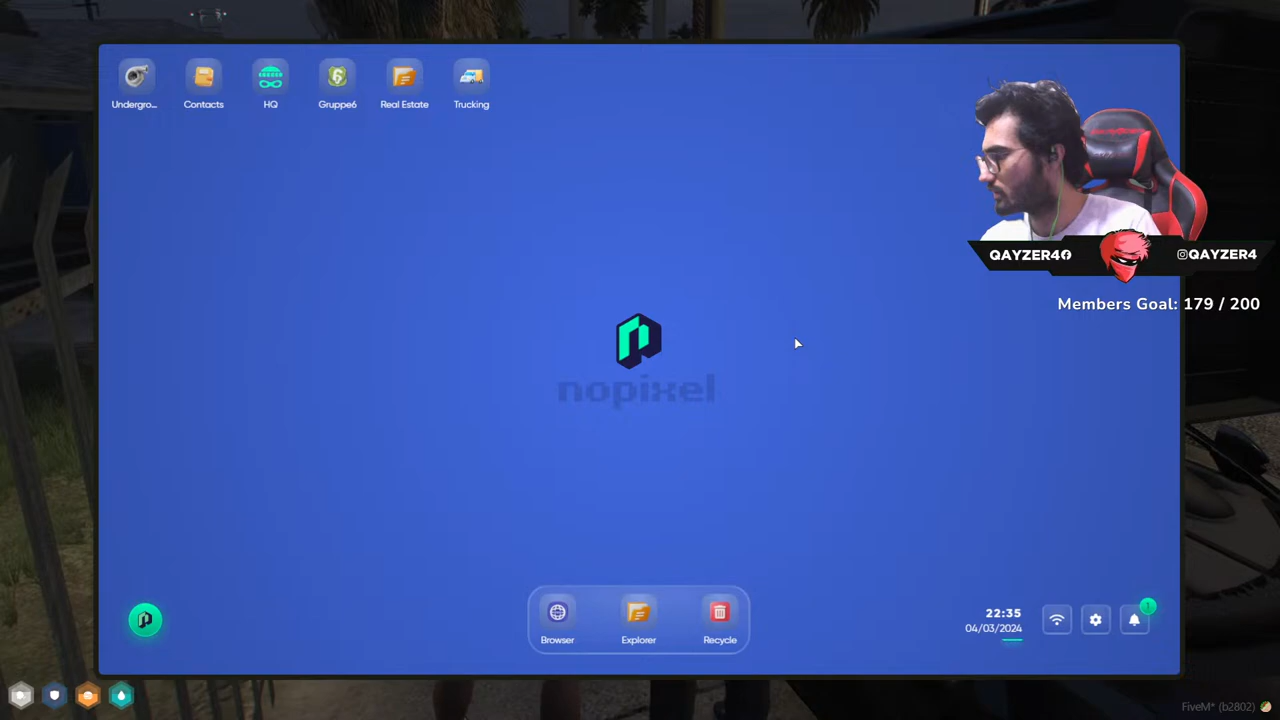 Undergro...
Contacts
HQ
Gruppe6
Real Estate
Trucking
QAYZER4
QAYZER4
Members Goal: 179 / 200
nopixel
Browser
Explorer
Recycle
22:35
04/03/2024
FiveM* (b2802)